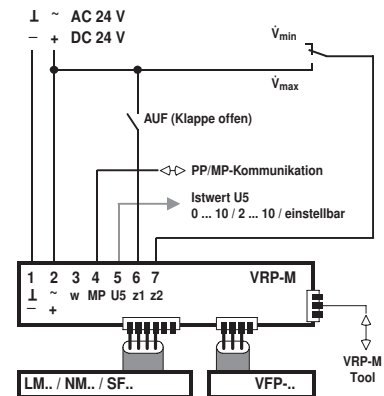 ⊥ ~ AC 24 V
– + DC 24 V
V̇min
V̇max
AUF (Klappe offen)
PP/MP-Kommunikation
Istwert U5
0 ... 10 / 2 ... 10 / einstellbar
1 2 3 4 5 6 7 VRP-M
⊥ ~ w MP U5 z1 z2
– +
VRP-M
Tool
LM.. / NM.. / SF..
VFP-..